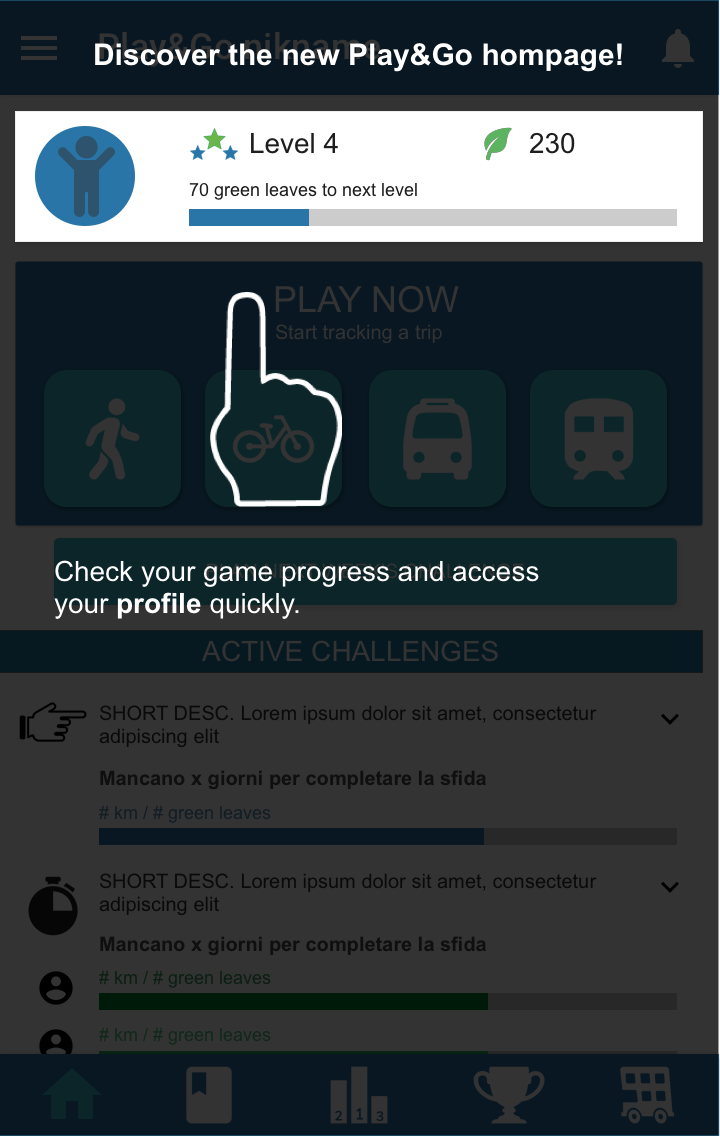 Play&Go nikname
Discover the new Play&Go hompage!
Level 4
230
70 green leaves to next level
PLAY NOW
Start tracking a trip
Check your game progress and access
your profile quickly.
ACTIVE CHALLENGES
SHORT DESC. Lorem ipsum dolor sit amet, consectetur
adipiscing elit
Mancano x giorni per completare la sfida
# km / # green leaves
SHORT DESC. Lorem ipsum dolor sit amet, consectetur
adipiscing elit
Mancano x giorni per completare la sfida
# km / # green leaves
# km / # green leaves
2 1 3